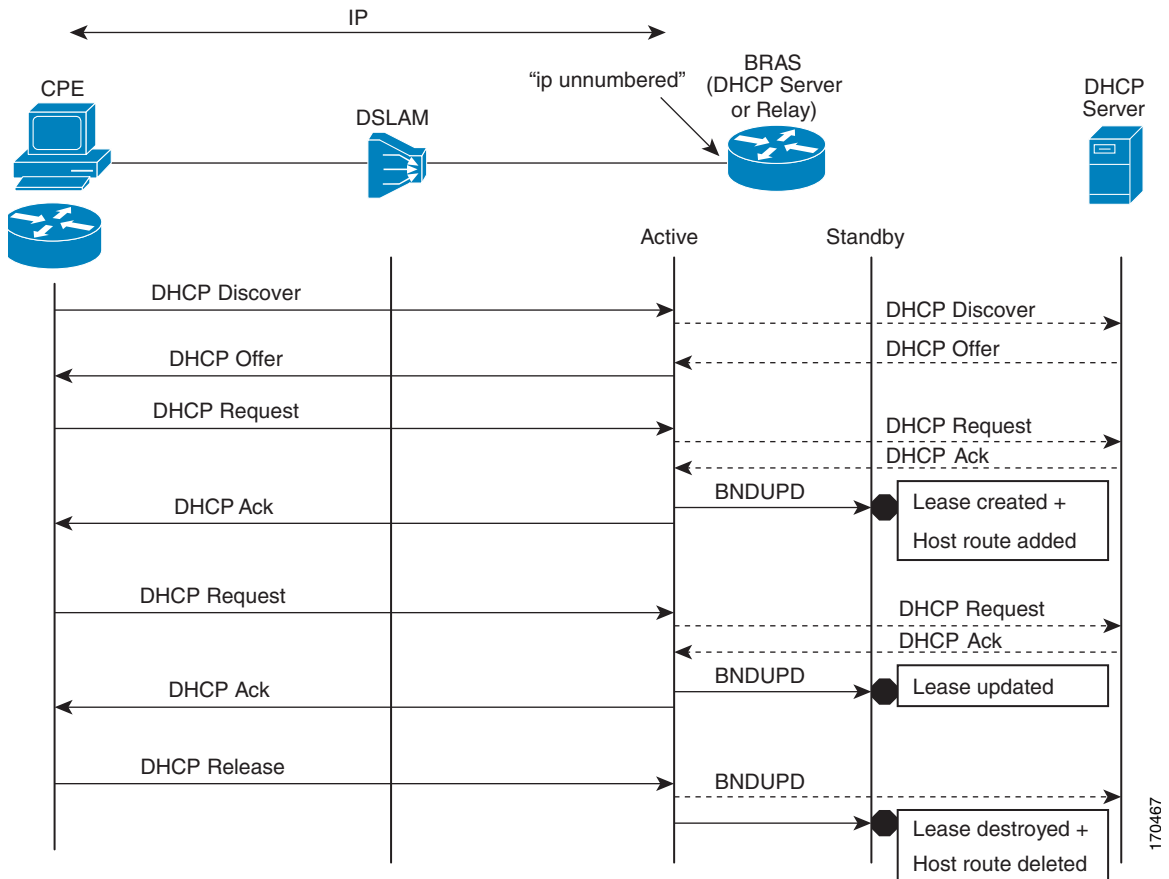 IP
CPE
DSLAM
“ip unnumbered”
BRAS
(DHCP Server
or Relay)
DHCP
Server
Active
Standby
DHCP Discover
DHCP Discover
DHCP Offer
DHCP Offer
DHCP Request
DHCP Request
DHCP Ack
BNDUPD
DHCP Ack
Lease created +
Host route added
DHCP Request
DHCP Request
DHCP Ack
BNDUPD
DHCP Ack
Lease updated
DHCP Release
BNDUPD
Lease destroyed +
Host route deleted
170467